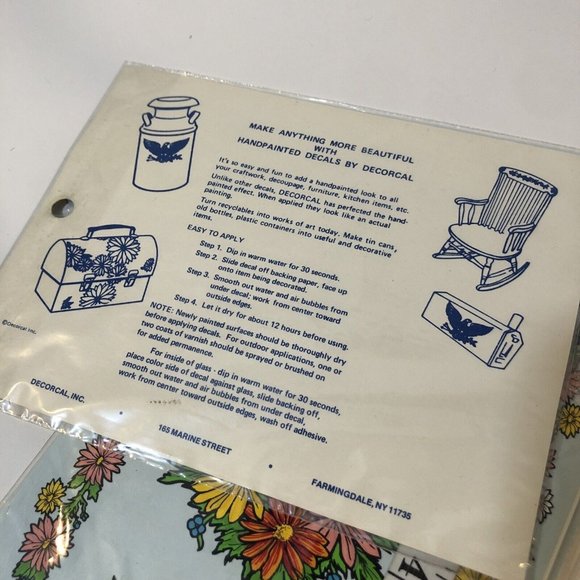 MAKE ANYTHING MORE BEAUTIFUL
WITH
HANDPAINTED DECALS BY DECORCAL
It's so easy and fun to add a handpainted look to all
your craftwork, decoupage, furniture, kitchen items, etc.
Unlike other decals, DECORCAL has perfected the hand-
painted effect. When applied they look like an actual
painting.
Turn recyclables into works of art today. Make tin cans,
old bottles, plastic containers into useful and decorative
items.
EASY TO APPLY
Step 1. Dip in warm water for 30 seconds.
Step 2. Slide decal off backing paper, face up
onto item being decorated.
Step 3. Smooth out water and air bubbles from
under decal; work from center toward
outside edges.
Step 4. Let it dry for about 12 hours before using.
NOTE: Newly painted surfaces should be thoroughly dry
before applying decals. For outdoor applications, one or
two coats of varnish should be sprayed or brushed on
for added permanence.
For inside of glass - dip in warm water for 30 seconds,
place color side of decal against glass, slide backing off,
smooth out water and air bubbles from under decal,
work from center toward outside edges, wash off adhesive.
©Decorcal Inc.
DECORCAL, INC. • 165 MARINE STREET • FARMINGDALE, NY 11735